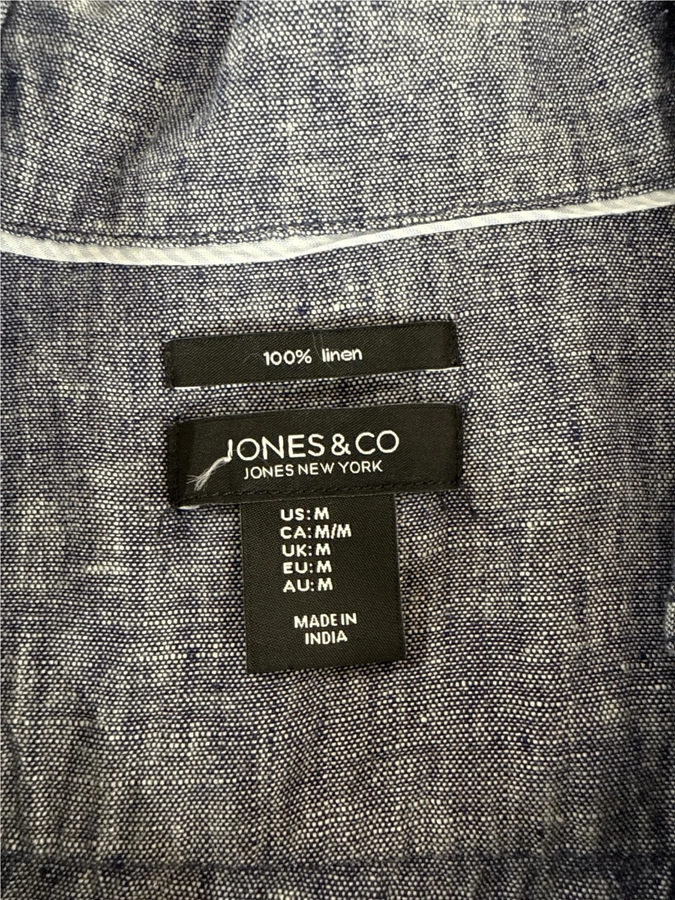 100% linen
JONES & CO
JONES NEW YORK
US: M
CA: M/M
UK: M
EU: M
AU: M
MADE IN
INDIA